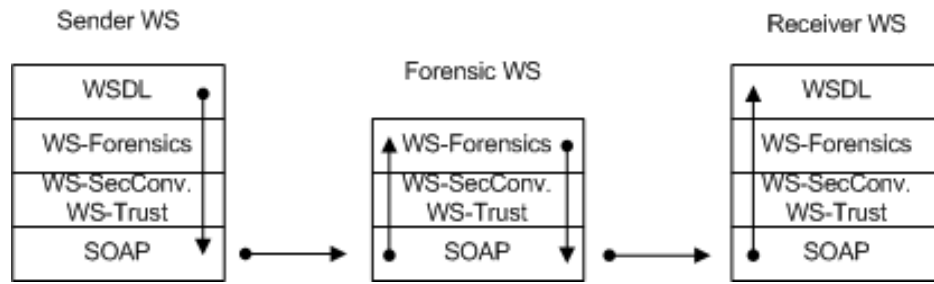 Sender WS
WSDL
WS-Forensics
WS-SecConv.
WS-Trust
SOAP
Forensic WS
WS-Forensics
WS-SecConv.
WS-Trust
SOAP
Receiver WS
WSDL
WS-Forensics
WS-SecConv.
WS-Trust
SOAP